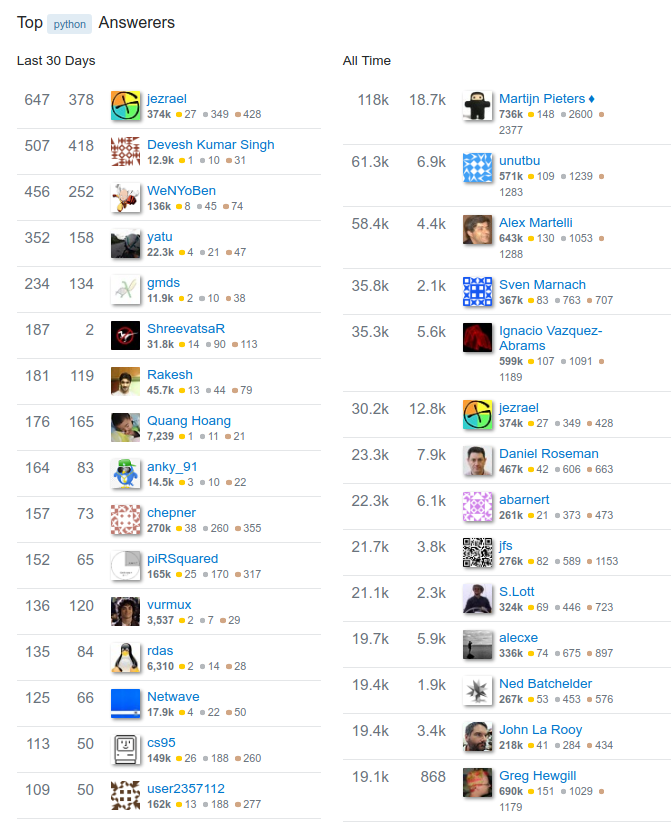 Top python Answerers
Last 30 Days
647 378 jezrael
374k 27 349 428
507 418 Devesh Kumar Singh
12.9k 1 10 31
456 252 WeNYoBen
136k 8 45 74
352 158 yatu
22.3k 4 21 47
234 134 gmds
11.9k 2 10 38
187 2 ShreevatsaR
31.8k 14 90 113
181 119 Rakesh
45.7k 13 44 79
176 165 Quang Hoang
7,239 1 11 21
164 83 anky_91
14.5k 3 10 22
157 73 chepner
270k 38 260 355
152 65 piRSquared
165k 25 170 317
136 120 vurmux
3,537 2 7 29
135 84 rdas
6,310 2 14 28
125 66 Netwave
17.9k 4 22 50
113 50 cs95
149k 26 188 260
109 50 user2357112
162k 13 188 277
All Time
118k 18.7k Martijn Pieters ♦
736k 148 2600
2377
61.3k 6.9k unutbu
571k 109 1239
1283
58.4k 4.4k Alex Martelli
643k 130 1053
1288
35.8k 2.1k Sven Marnach
367k 83 763 707
35.3k 5.6k Ignacio Vazquez-
Abrams
599k 107 1091
1189
30.2k 12.8k jezrael
374k 27 349 428
23.3k 7.9k Daniel Roseman
467k 42 606 663
22.3k 6.1k abarnert
261k 21 373 473
21.7k 3.8k jfs
276k 82 589 1153
21.1k 2.3k S.Lott
324k 69 446 723
19.7k 5.9k alecxe
336k 74 675 897
19.4k 1.9k Ned Batchelder
267k 53 453 576
19.4k 3.4k John La Rooy
218k 41 284 434
19.1k 868 Greg Hewgill
690k 151 1029
1179